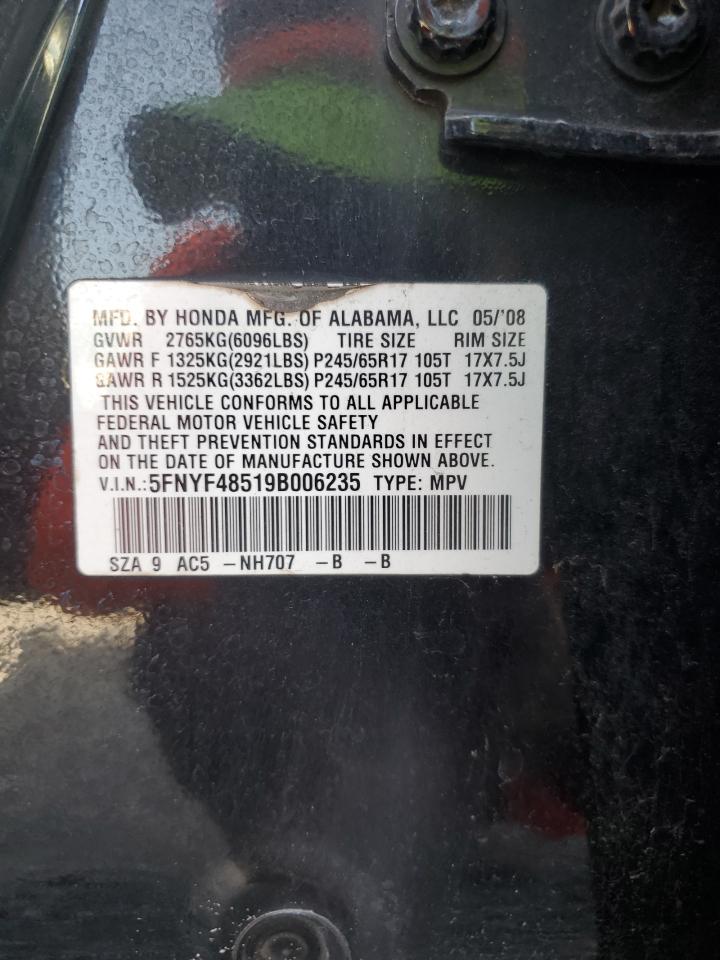 MFD. BY HONDA MFG. OF ALABAMA, LLC 05/'08
GVWR 2765KG(6096LBS) TIRE SIZE RIM SIZE
GAWR F 1325KG(2921LBS) P245/65R17 105T 17X7.5J
GAWR R 1525KG(3362LBS) P245/65R17 105T 17X7.5J
THIS VEHICLE CONFORMS TO ALL APPLICABLE
FEDERAL MOTOR VEHICLE SAFETY
AND THEFT PREVENTION STANDARDS IN EFFECT
ON THE DATE OF MANUFACTURE SHOWN ABOVE.
V.I.N.:5FNYF48519B006235 TYPE: MPV
SZA 9 AC5 -NH707 -B -B